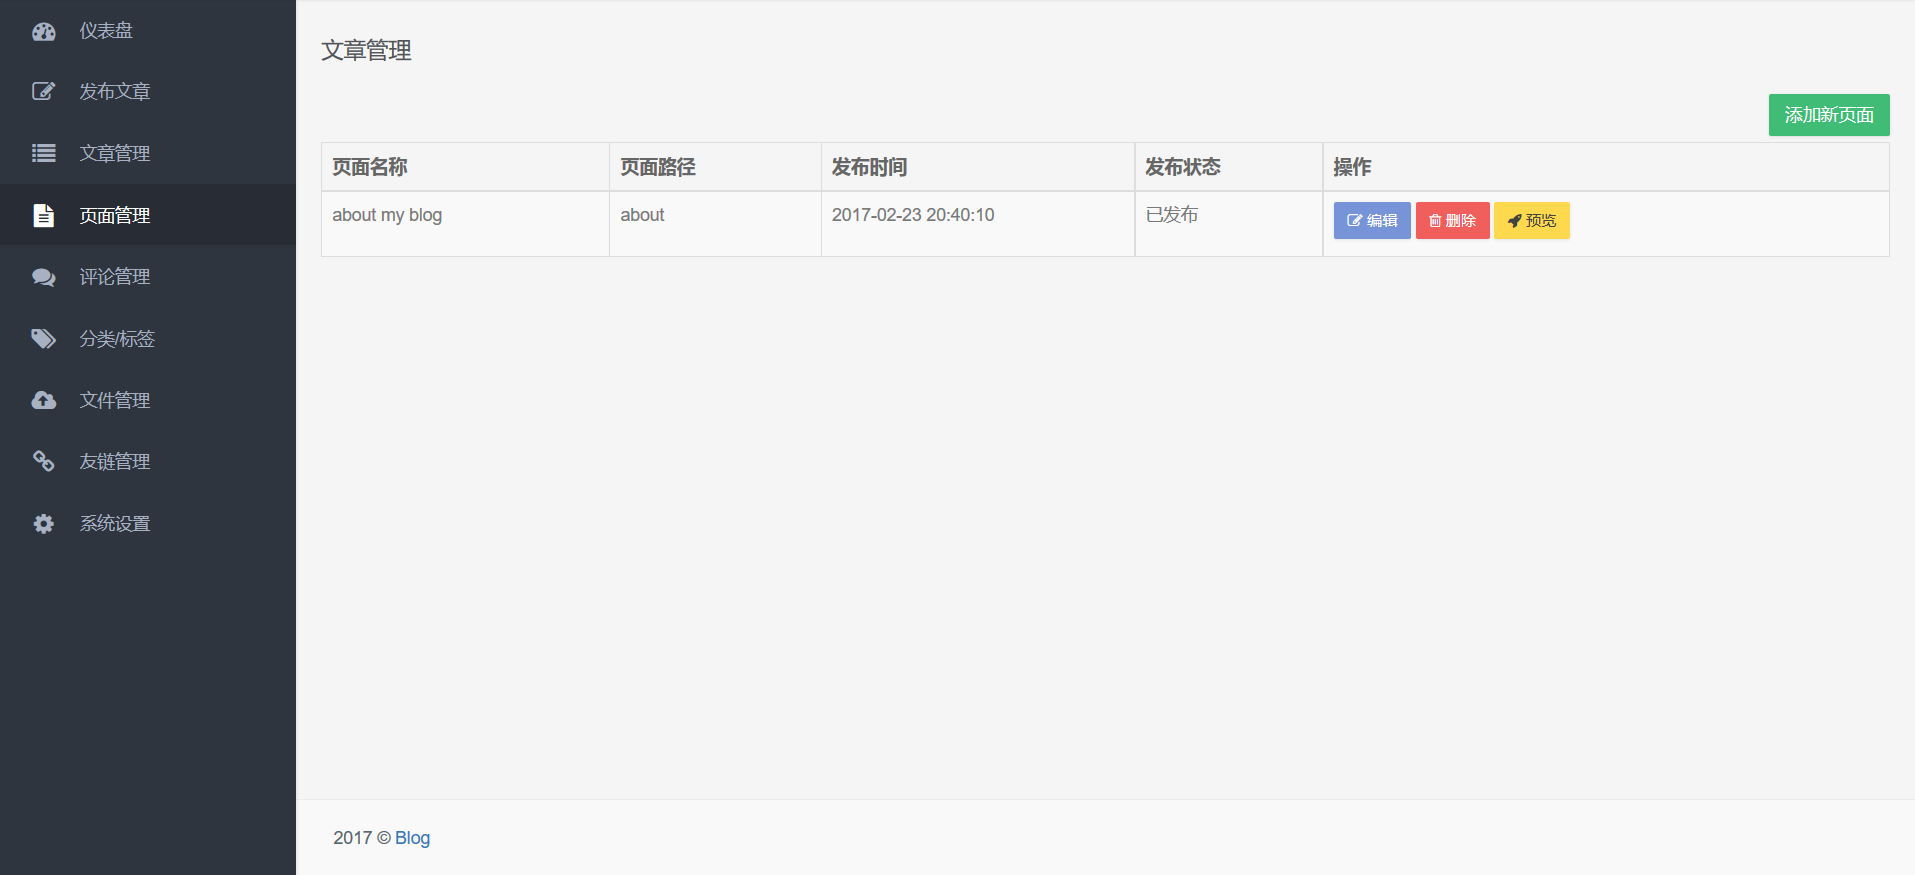 仪表盘
发布文章
文章管理
页面管理
评论管理
分类/标签
文件管理
友链管理
系统设置
文章管理
添加新页面
页面名称 页面路径 发布时间 发布状态 操作
about my blog about 2017-02-23 20:40:10 已发布 编辑 删除 预览
2017 © Blog